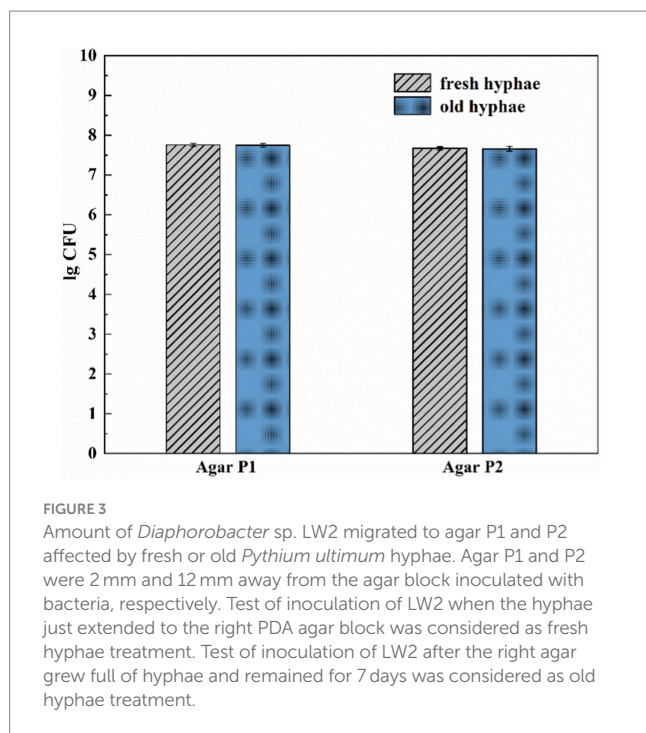 10
9
8
7
6
5
4
3
2
1
0
lg CFU
fresh hyphae
old hyphae
Agar P1 Agar P2
FIGURE 3
Amount of Diaphorobacter sp. LW2 migrated to agar P1 and P2
affected by fresh or old Pythium ultimum hyphae. Agar P1 and P2
were 2 mm and 12 mm away from the agar block inoculated with
bacteria, respectively. Test of inoculation of LW2 when the hyphae
just extended to the right PDA agar block was considered as fresh
hyphae treatment. Test of inoculation of LW2 after the right agar
grew full of hyphae and remained for 7 days was considered as old
hyphae treatment.